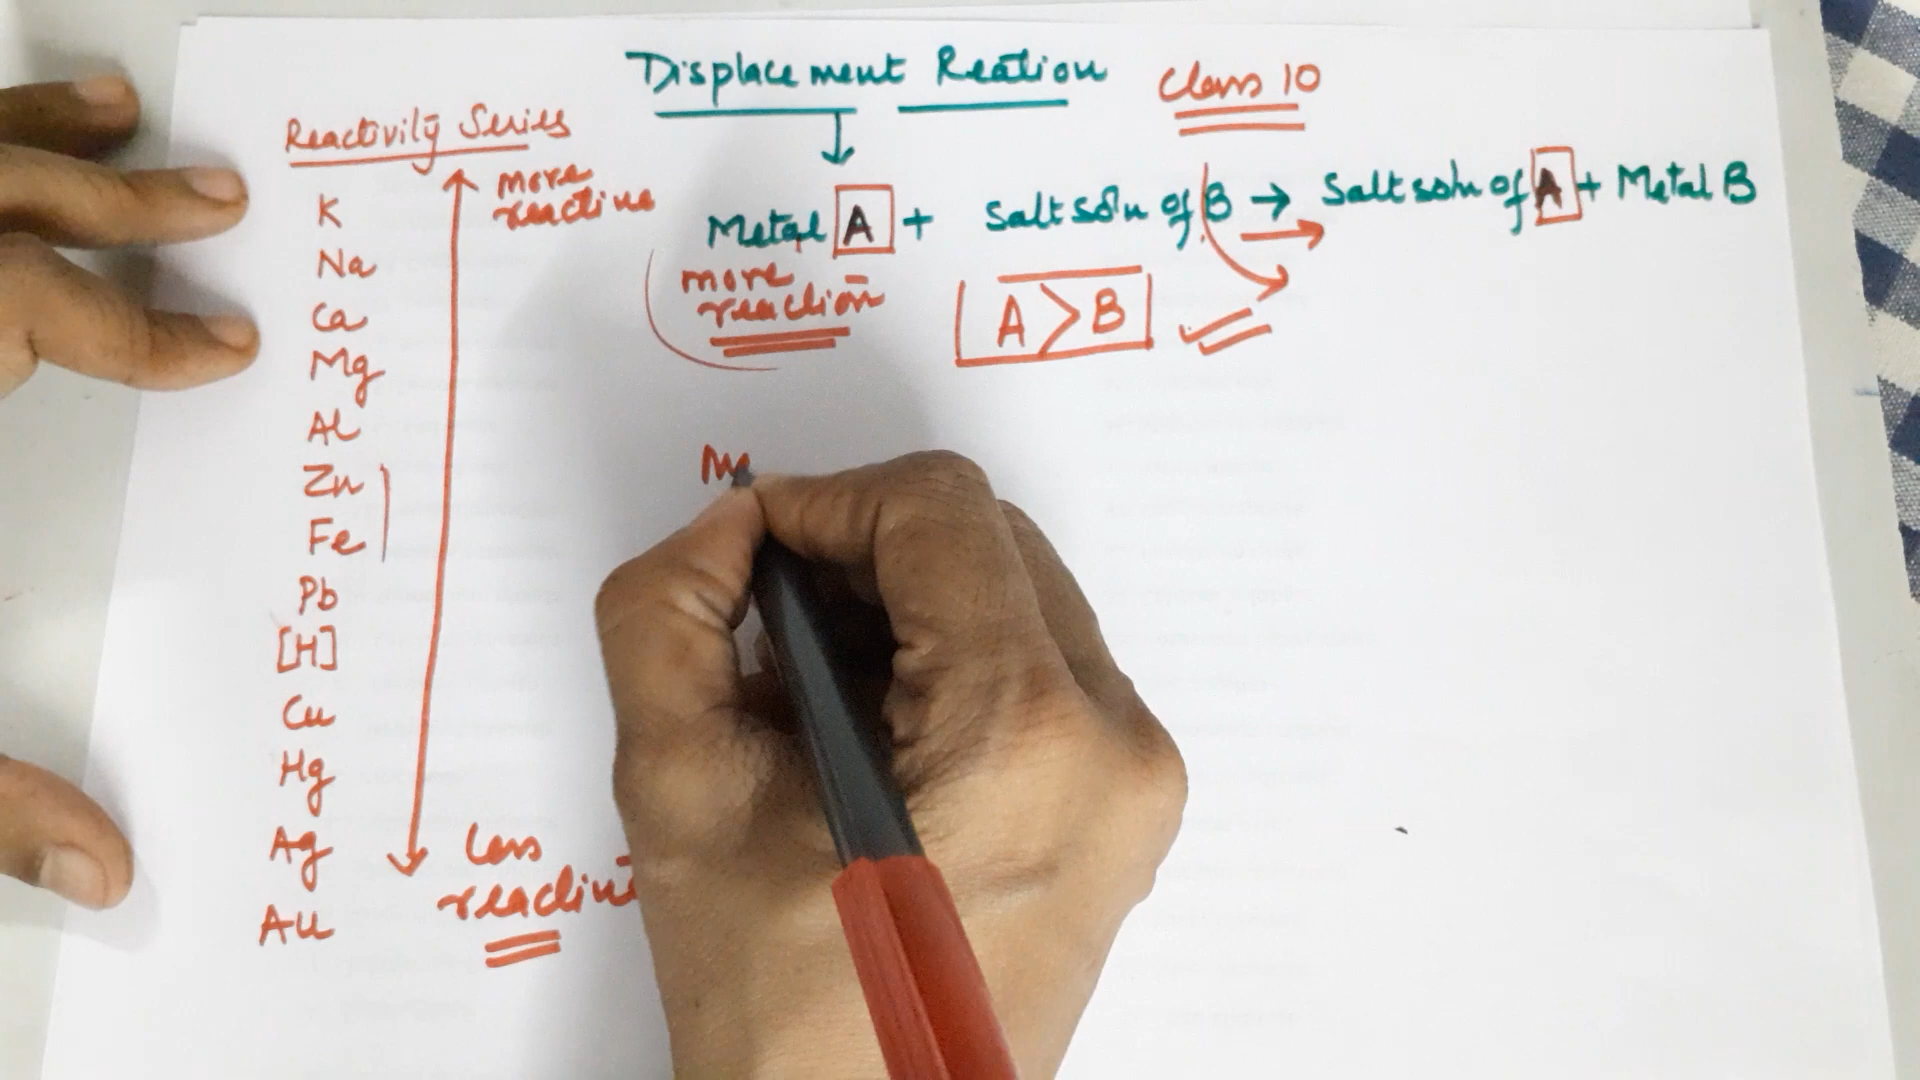 Displacement Reation Class 10
Reactivity Series
more
reactive
K
Na
Ca
Mg
Al
Zn
Fe
Pb
[H]
Cu
Hg
Ag
Au
Less
reactive
Metal A + Salt soln of B → Salt soln of A + Metal B
more
reaction
A > B